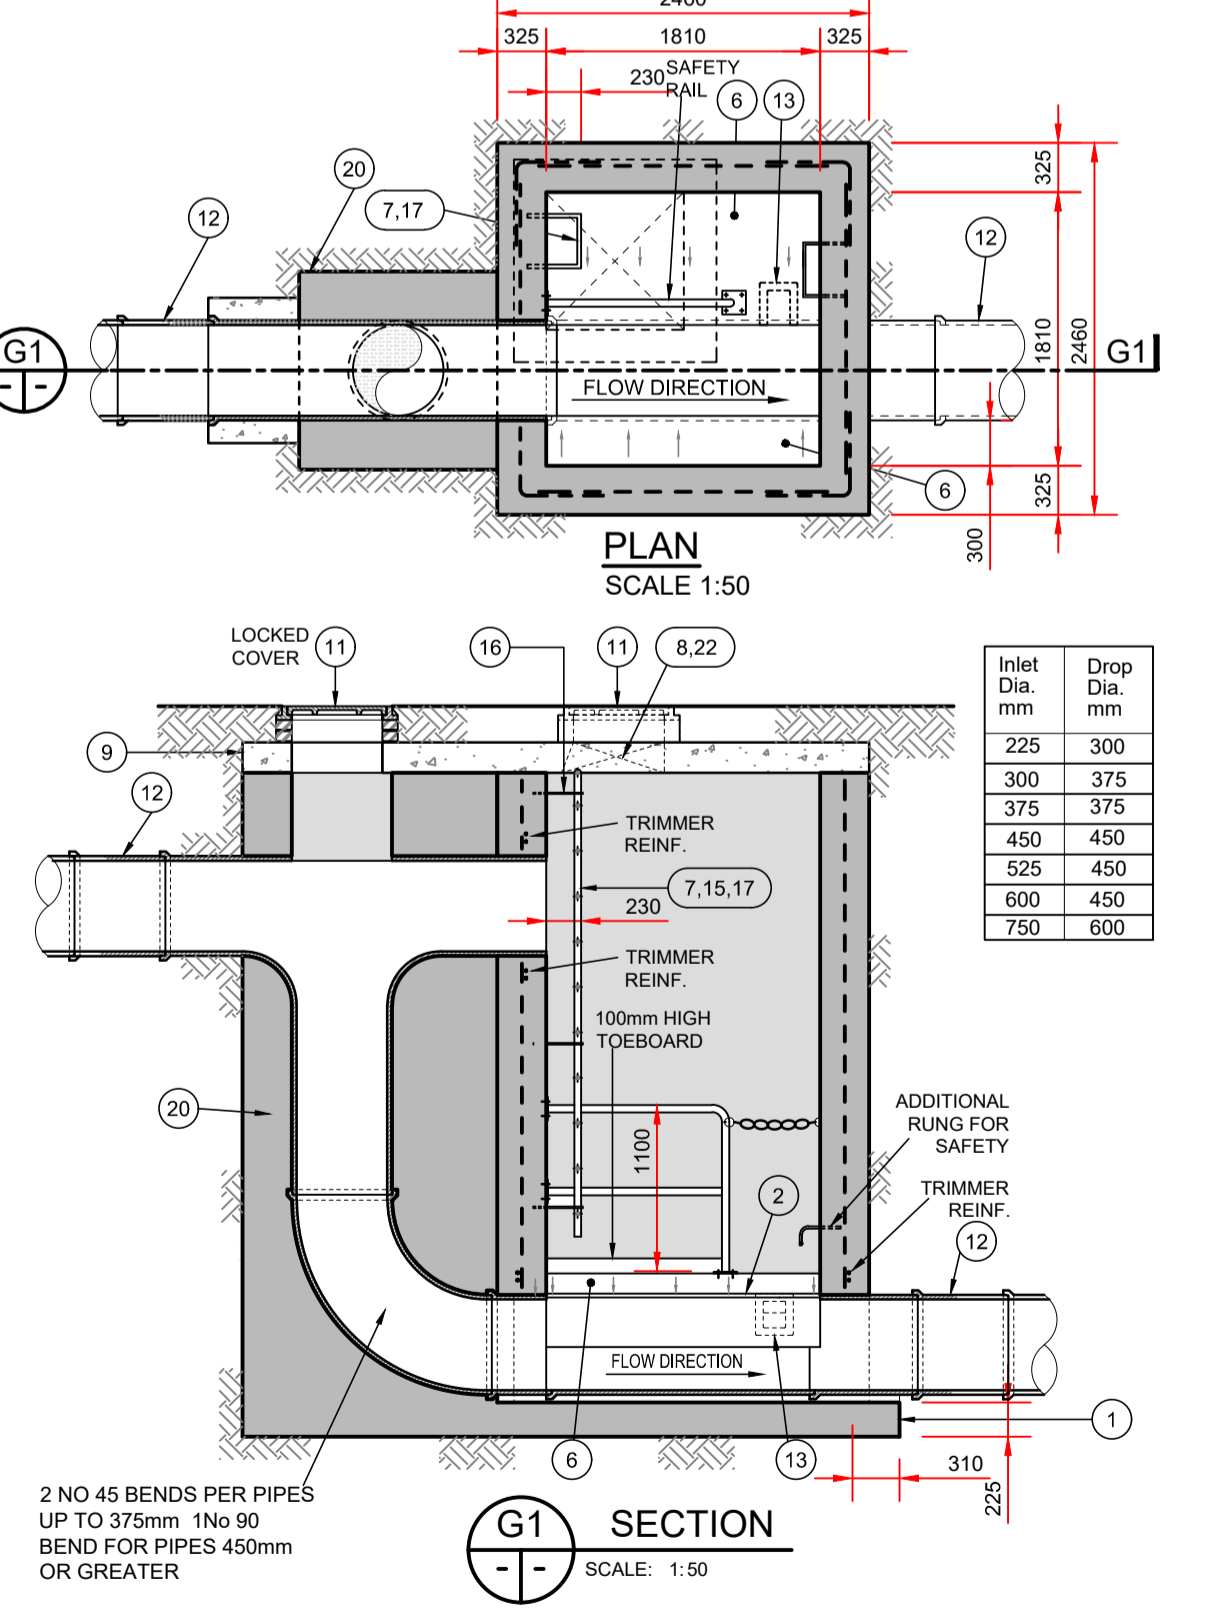 2460
325
1810
325
230
SAFETY
RAIL
6
13
20
7,17
12
12
325
1810
2460
G1
- -
G1
FLOW DIRECTION
6
325
300
PLAN
SCALE 1:50
LOCKED
COVER
11
16
11
8,22
9
12
TRIMMER
REINF.
7,15,17
230
TRIMMER
REINF.
100mm HIGH
TOEBOARD
20
1100
ADDITIONAL
RUNG FOR
SAFETY
2
TRIMMER
REINF.
12
FLOW DIRECTION
1
6
13
310
225
Inlet Dia. mm Drop Dia. mm
225 300
300 375
375 375
450 450
525 450
600 450
750 600
2 NO 45 BENDS PER PIPES
UP TO 375mm 1No 90
BEND FOR PIPES 450mm
OR GREATER
G1
- -
SECTION
SCALE: 1:50